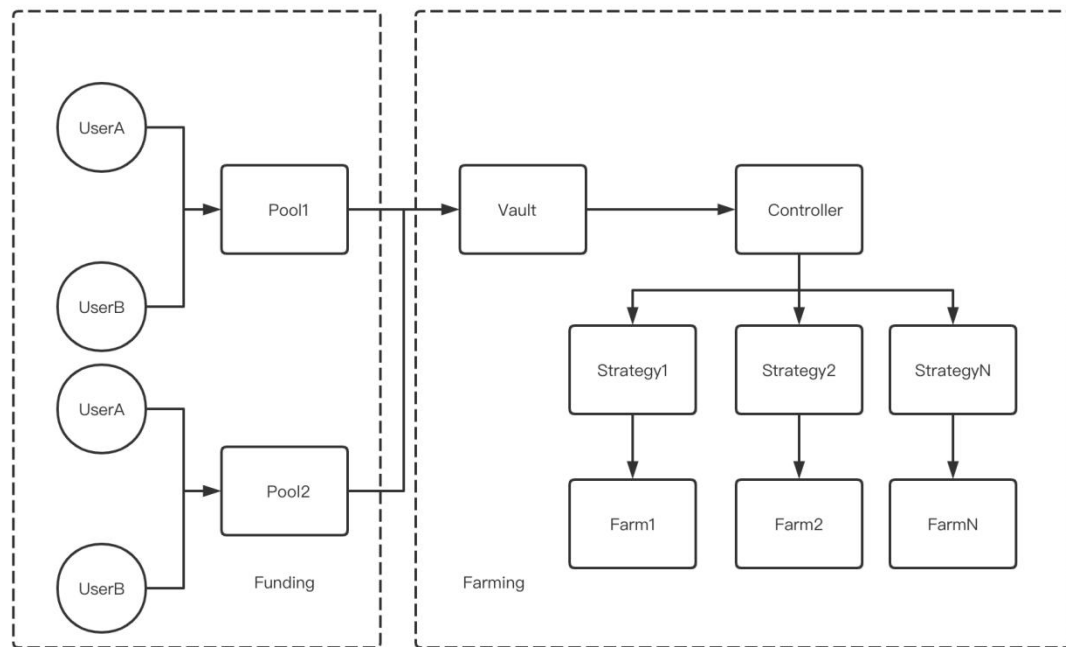 UserA
Pool1
Vault
Controller
UserB
Strategy1
Strategy2
StrategyN
UserA
Pool2
Farm1
Farm2
FarmN
UserB
Funding
Farming